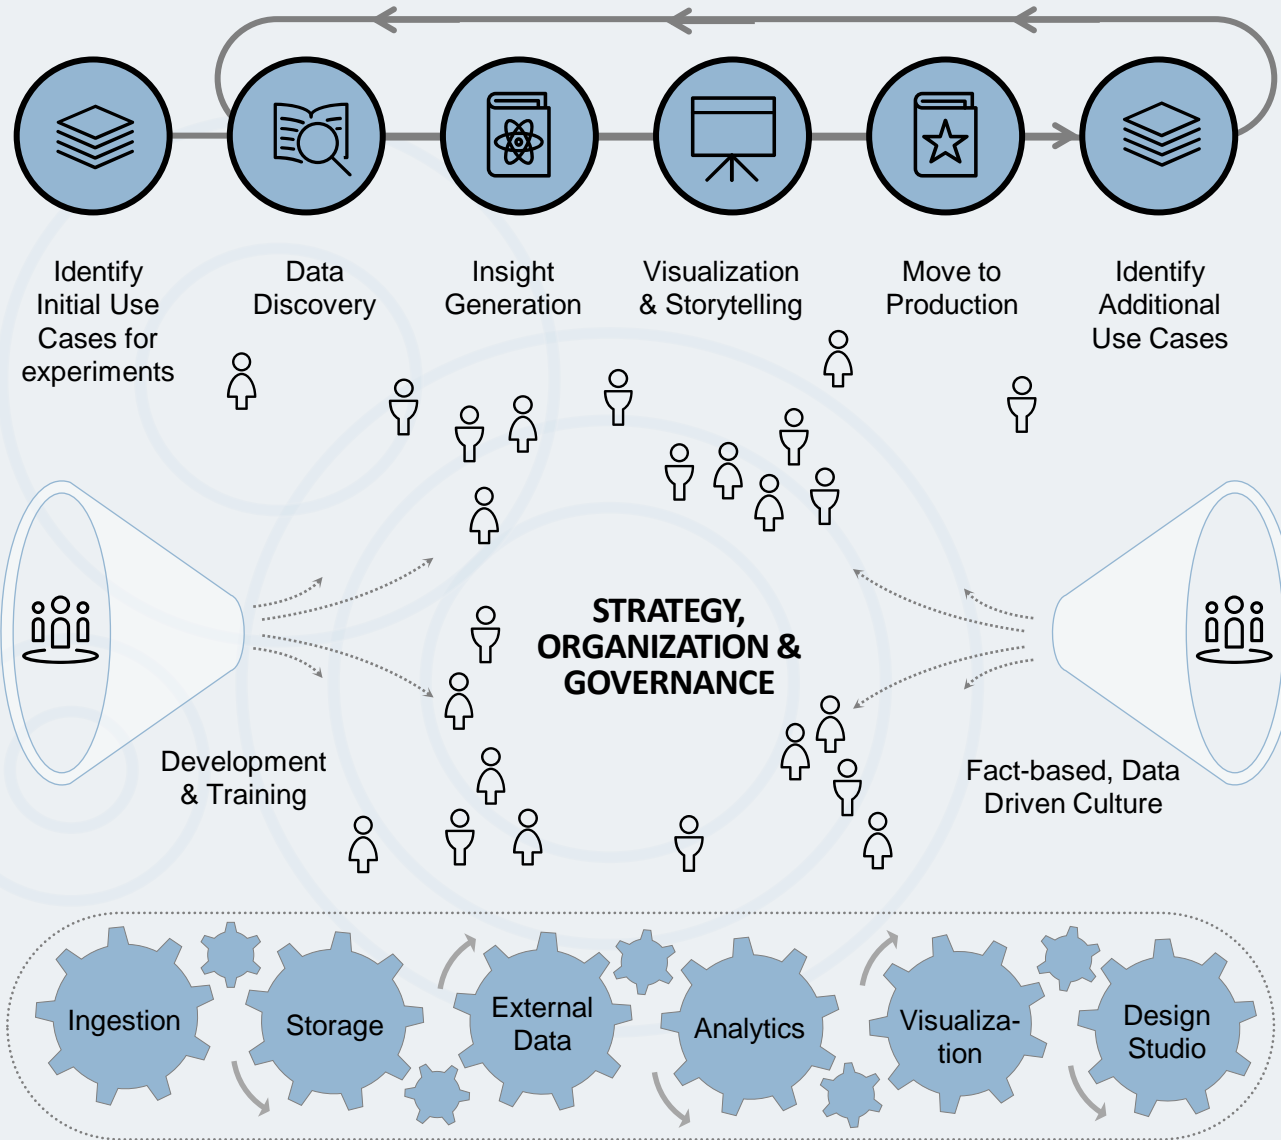 Identify
Initial Use
Cases for
experiments
Data
Discovery
Insight
Generation
Visualization
& Storytelling
Move to
Production
Identify
Additional
Use Cases
STRATEGY,
ORGANIZATION &
GOVERNANCE
Development
& Training
Fact-based, Data
Driven Culture
Ingestion
Storage
External
Data
Analytics
Visualiza-
tion
Design
Studio